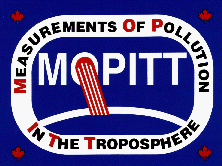 MEASUREMENTS OF POLLUTION
MOPITT
IN THE TROPOSPHERE